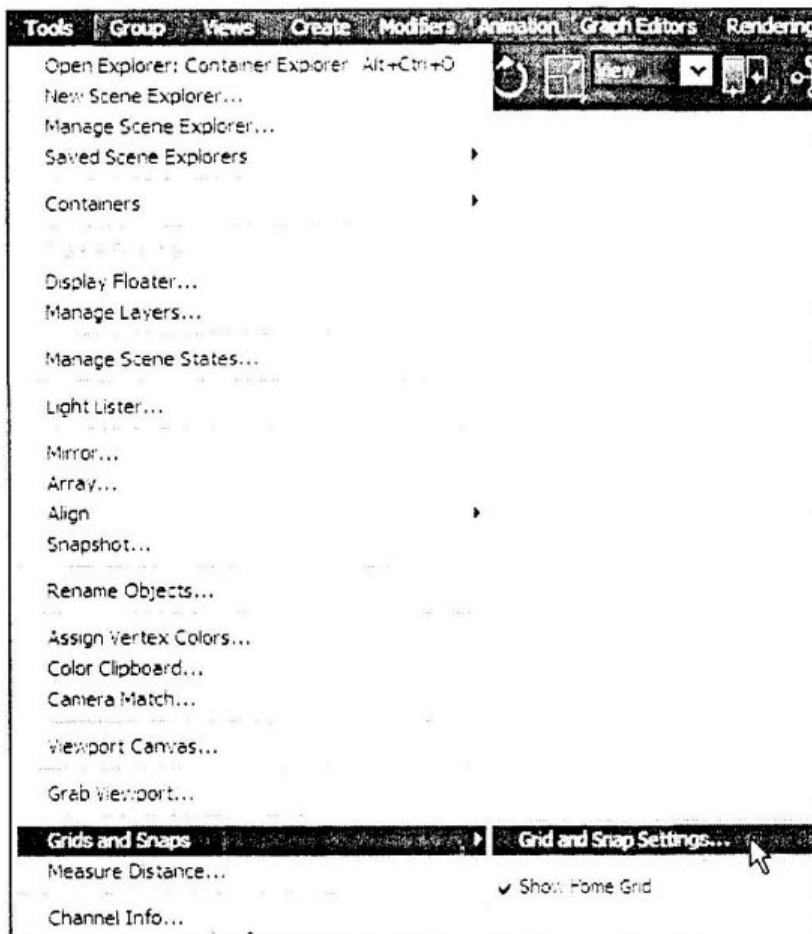 Tools Group Views Create Modifiers Animation Graph Editors Rendering
Open Explorer: Container Explorer Alt+Ctrl+O
View
New Scene Explorer...
Manage Scene Explorer...
Saved Scene Explorers
Containers
Display Floater...
Manage Layers...
Manage Scene States...
Light Lister...
Mirror...
Array...
Align
Snapshot...
Rename Objects...
Assign Vertex Colors...
Color Clipboard...
Camera Match...
Viewport Canvas...
Grab Viewport...
Grids and Snaps
Grid and Snap Settings...
Measure Distance...
Show Home Grid
Channel Info...